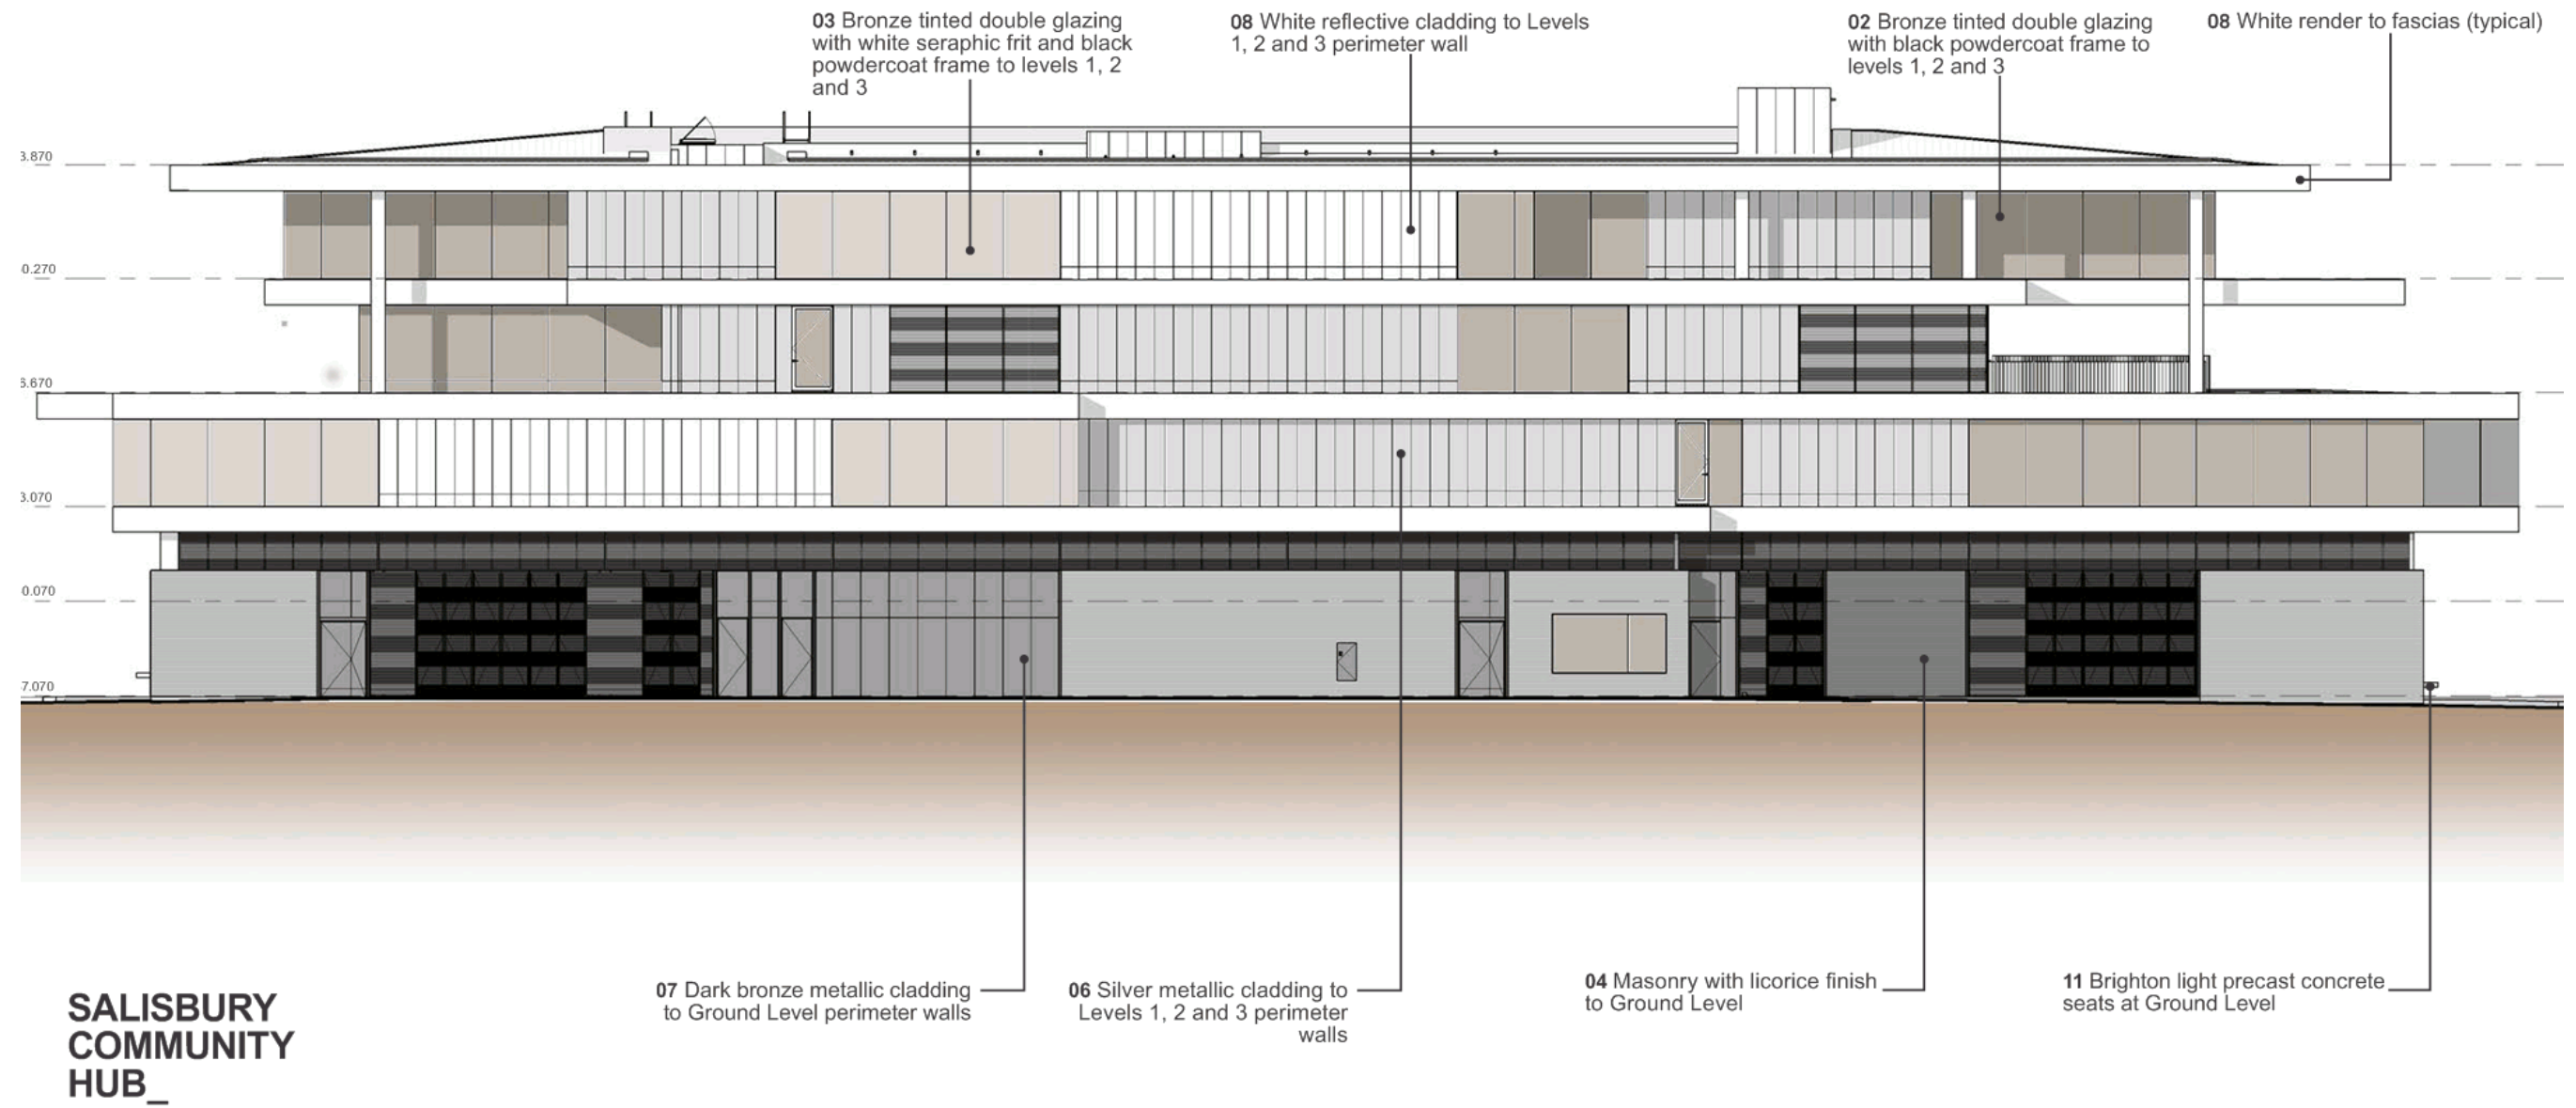 03 Bronze tinted double glazing
with white seraphic frit and black
powdercoat frame to levels 1, 2
and 3
08 White reflective cladding to Levels
1, 2 and 3 perimeter wall
02 Bronze tinted double glazing
with black powdercoat frame to
levels 1, 2 and 3
08 White render to fascias (typical)
3.870
0.270
3.670
3.070
0.070
7.070
07 Dark bronze metallic cladding
to Ground Level perimeter walls
06 Silver metallic cladding to
Levels 1, 2 and 3 perimeter
walls
04 Masonry with licorice finish
to Ground Level
11 Brighton light precast concrete
seats at Ground Level
SALISBURY
COMMUNITY
HUB_